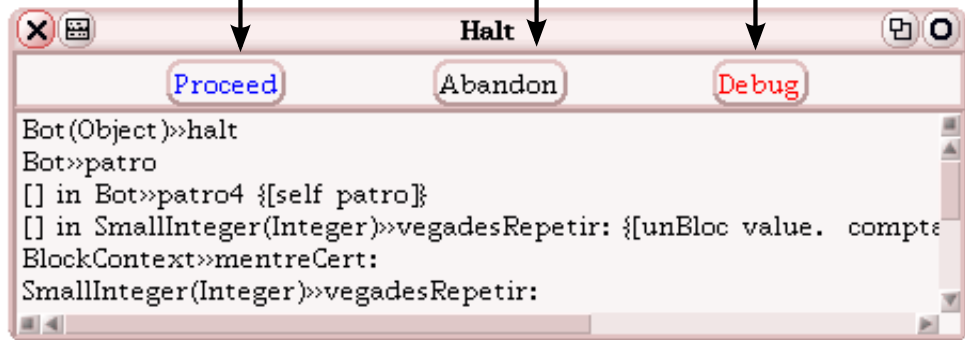 Halt
Proceed Abandon Debug
Bot(Object)»halt
Bot»patro
[] in Bot»patro4 {[self patro]}
[] in SmallInteger(Integer)»vegadesRepetir: {[unBloc value. compta
BlockContext»mentreCert:
SmallInteger(Integer)»vegadesRepetir: